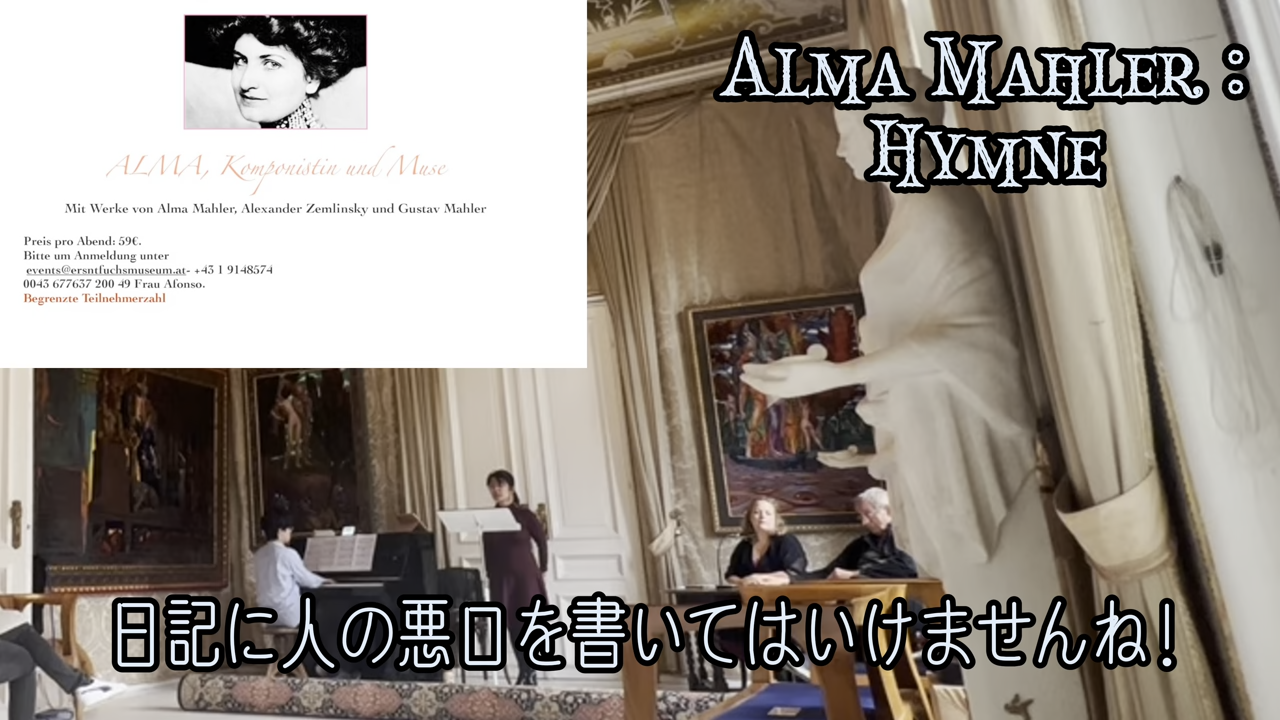 ALMA, Komponistin und Muse
Mit Werke von Alma Mahler, Alexander Zemlinsky und Gustav Mahler
Preis pro Abend: 59€.
Bitte um Anmeldung unter
events@ersntfuchsmuseum.at- +43 1 9148574
0043 677637 200 49 Frau Afonso.
Begrenzte Teilnehmerzahl
ALMA MAHLER :
HYMNE
日記に人の悪口を書いてはいけませんね!